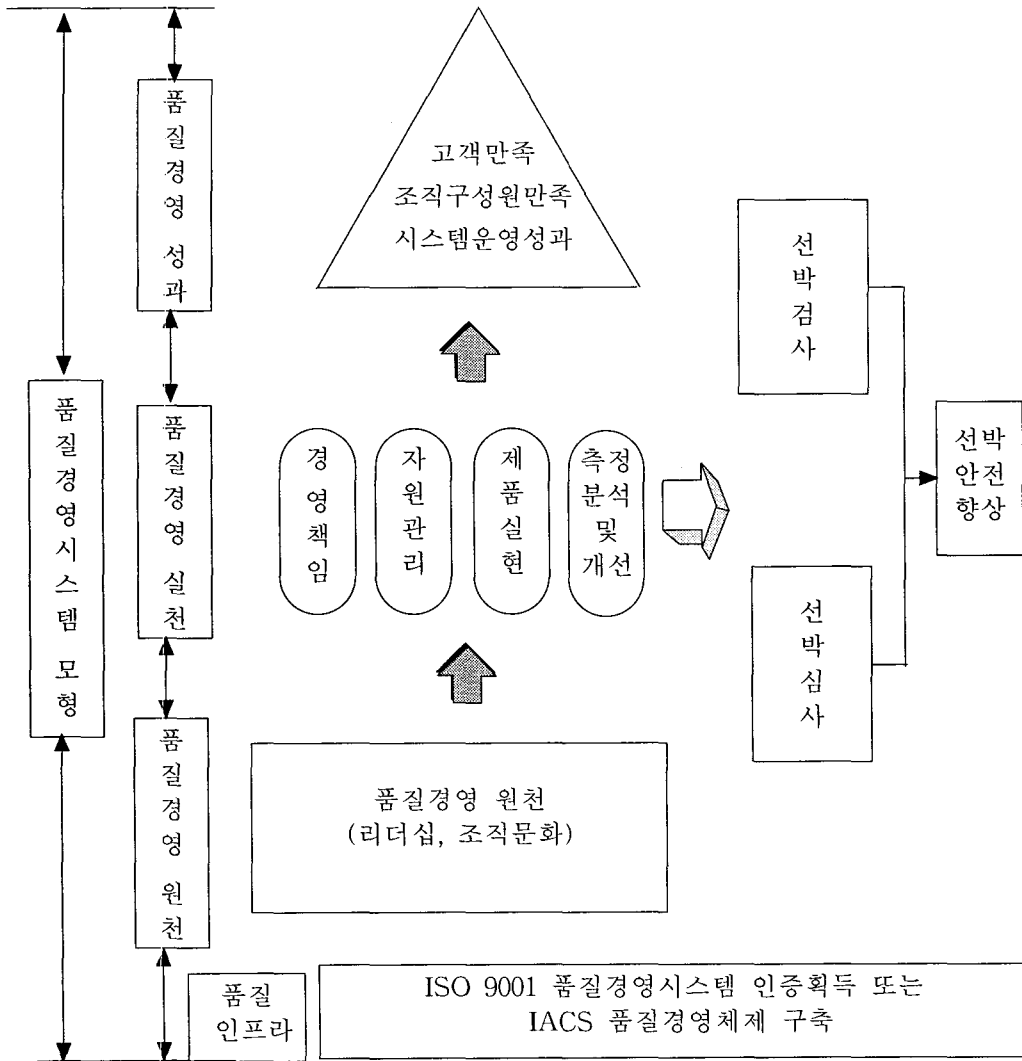 품질경영시스템 모형
품질경영 성과
품질경영 실천
품질경영 원천
고객만족
조직구성원만족
시스템운영성과
경영책임
자원관리
제품실현
측정
분석
및
개선
품질경영 원천
(리더십, 조직문화)
선박검사
선박심사
선박
안전
향상
품질
인프라
ISO 9001 품질경영시스템 인증획득 또는
IACS 품질경영체제 구축